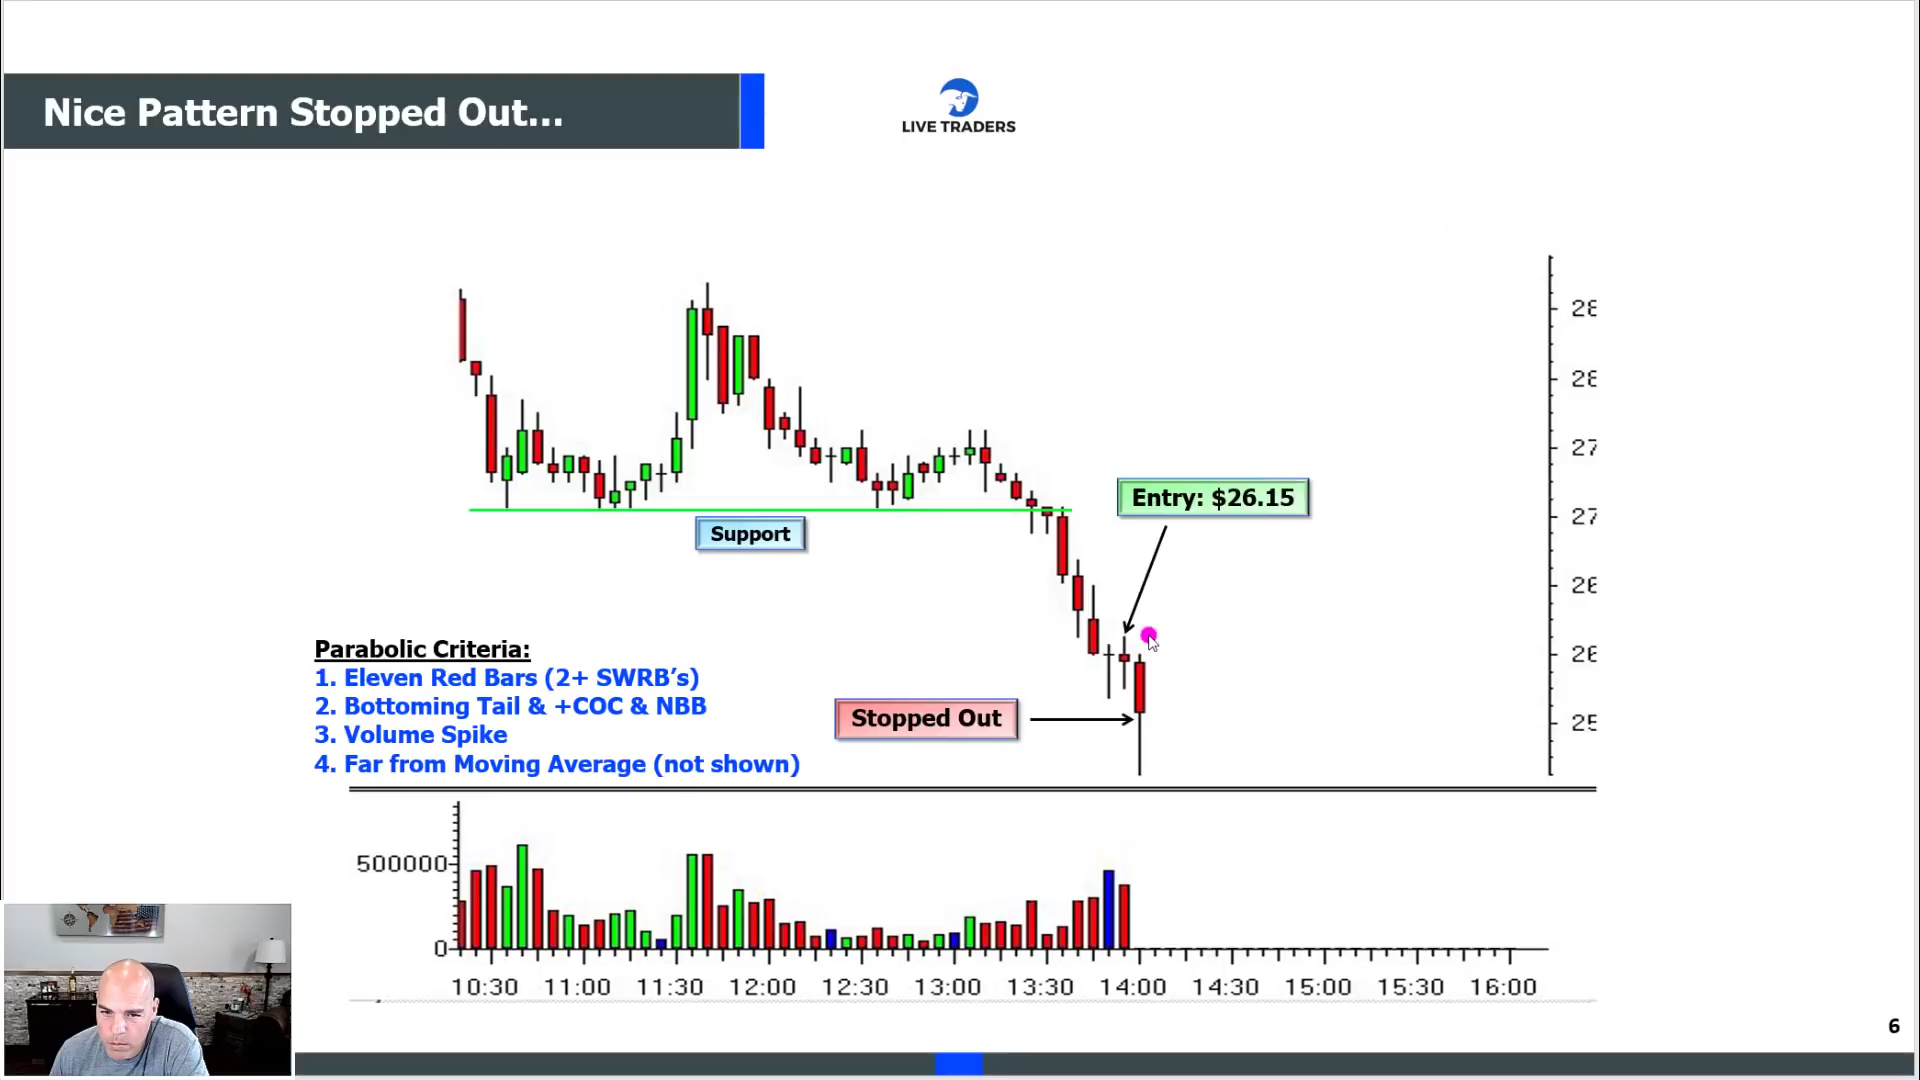 Nice Pattern Stopped Out...
LIVE TRADERS
Entry: $26.15
Support
Parabolic Criteria:
1. Eleven Red Bars (2+ SWRB’s)
2. Bottoming Tail & +COC & NBB
3. Volume Spike
4. Far from Moving Average (not shown)
Stopped Out
27
27
5000000
0
10:30 11:00 11:30 12:00 12:30 13:00 13:30 14:00 14:30 15:00 15:30 16:00
6